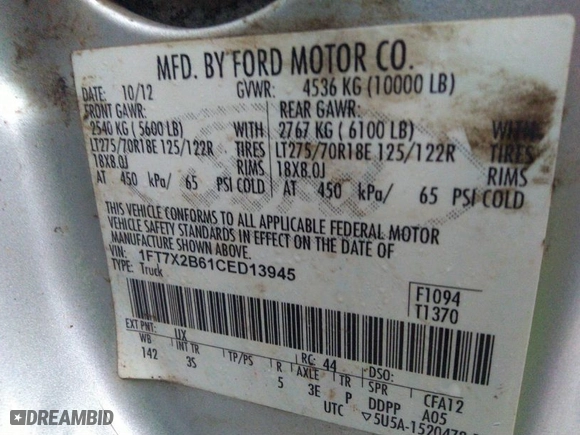 MFD. BY FORD MOTOR CO.
DATE: 10/12 GVWR: 4536 KG (10000 LB)
FRONT GAWR: REAR GAWR:
2540 KG ( 5600 LB) WITH 2767 KG ( 6100 LB) WITH
LT275/70R18E 125/122R TIRES LT275/70R18E 125/122R TIRES
18X8.0J RIMS 18X8.0J RIMS
AT 450 kPa/ 65 PSI COLD AT 450 kPa/ 65 PSI COLD
THIS VEHICLE CONFORMS TO ALL APPLICABLE FEDERAL MOTOR
VEHICLE SAFETY STANDARDS IN EFFECT ON THE DATE OF
MANUFACTURE SHOWN ABOVE.
VIN: 1FT7X2B61CED13945
TYPE: Truck
F1094
T1370
EXT PNT: UX RC: 44 DSO:
WB INT TR TP/PS R AXLE TR SPR CFA12
142 3S 5 3E P DDPP A05
UTC ▽5U5A-1520472
DREAMBID